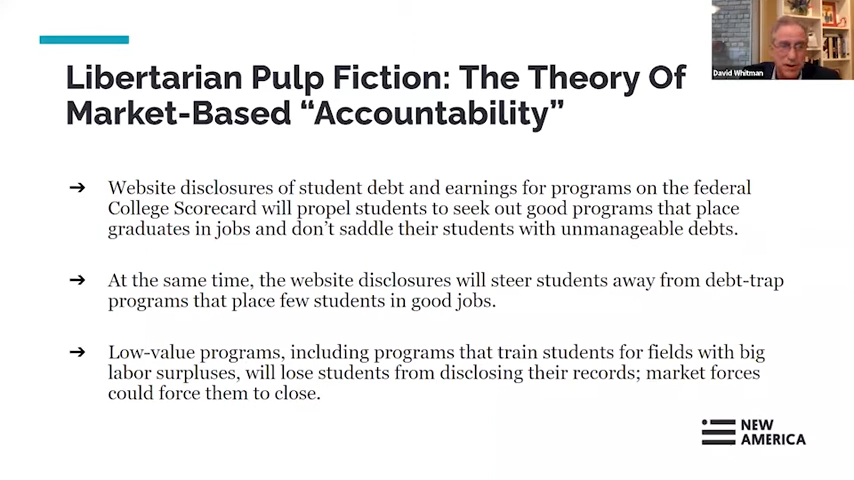 David Whitman
Libertarian Pulp Fiction: The Theory Of
Market-Based “Accountability”
➔ Website disclosures of student debt and earnings for programs on the federal
College Scorecard will propel students to seek out good programs that place
graduates in jobs and don’t saddle their students with unmanageable debts.
➔ At the same time, the website disclosures will steer students away from debt-trap
programs that place few students in good jobs.
➔ Low-value programs, including programs that train students for fields with big
labor surpluses, will lose students from disclosing their records; market forces
could force them to close.
NEW
AMERICA